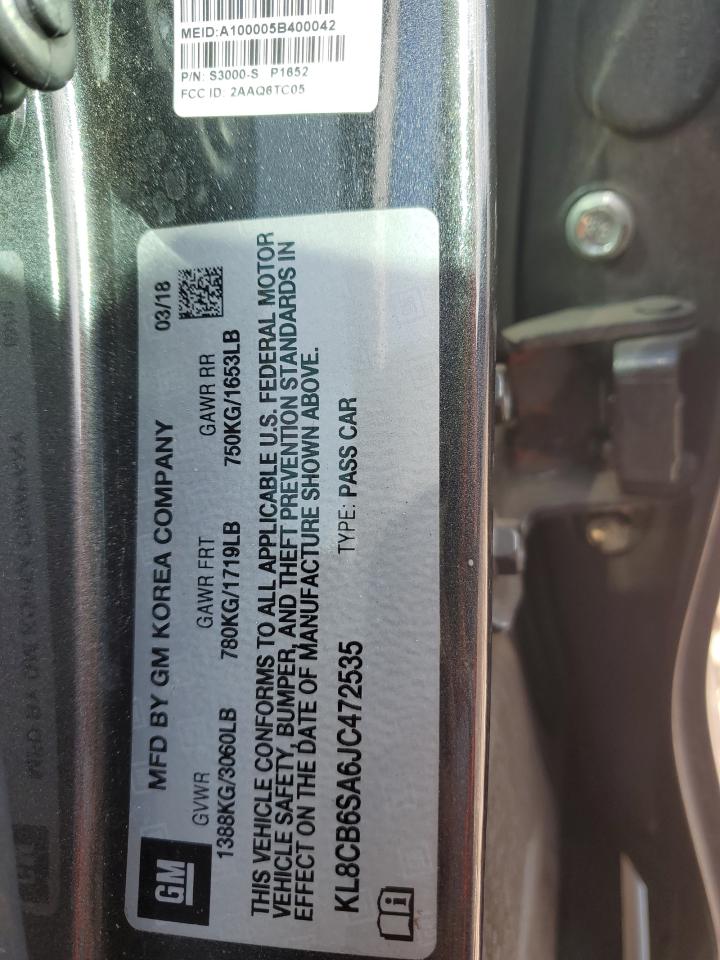 MEID:A100005B400042
P/N: S3000-S P1652
FCC ID: 2AAQ6TC05
MFD BY GM KOREA COMPANY 03/18
GVWR GAWR FRT GAWR RR
1388KG/3060LB 780KG/1719LB 750KG/1653LB
THIS VEHICLE CONFORMS TO ALL APPLICABLE U.S. FEDERAL MOTOR
VEHICLE SAFETY, BUMPER, AND THEFT PREVENTION STANDARDS IN
EFFECT ON THE DATE OF MANUFACTURE SHOWN ABOVE.
KL8CB6SA6JC472535 TYPE: PASS CAR
GM